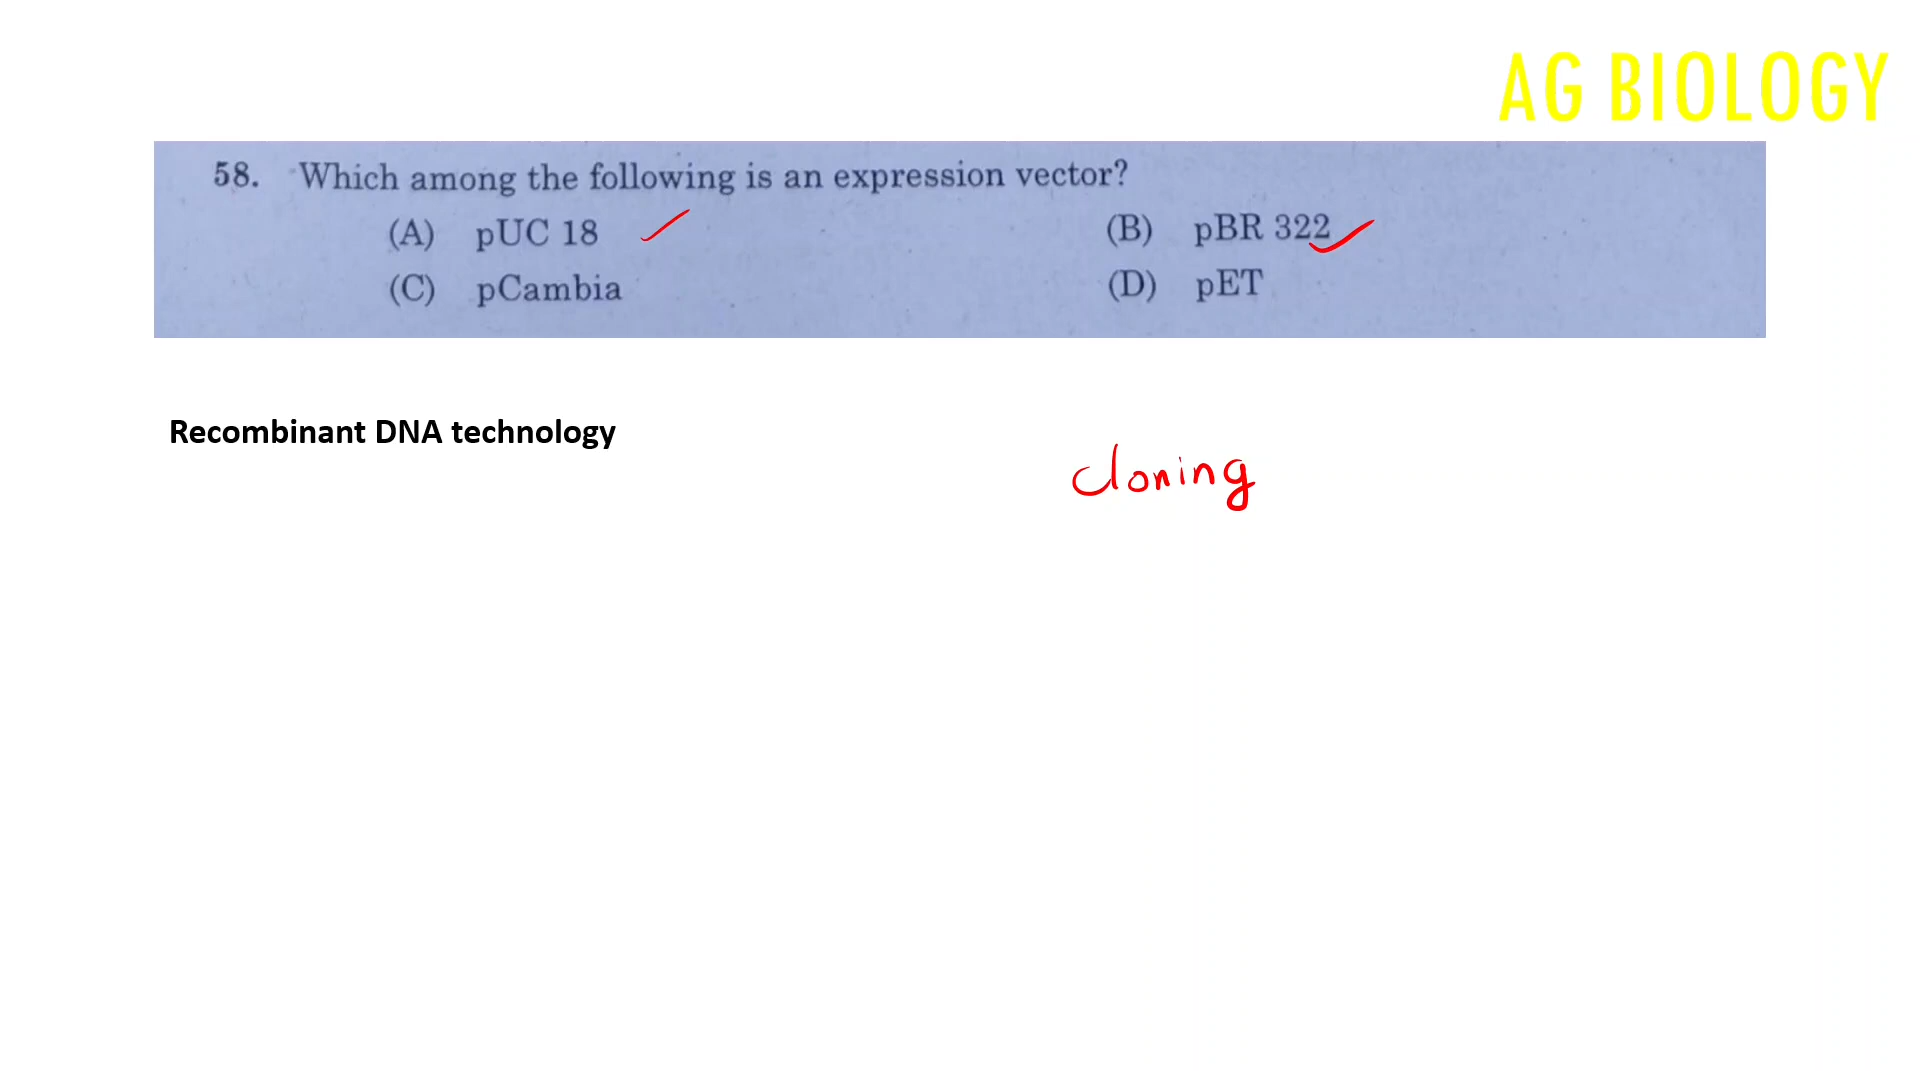 AG BIOLOGY
58. Which among the following is an expression vector?
(A) pUC 18 (B) pBR 322
(C) pCambia (D) pET
Recombinant DNA technology
cloning